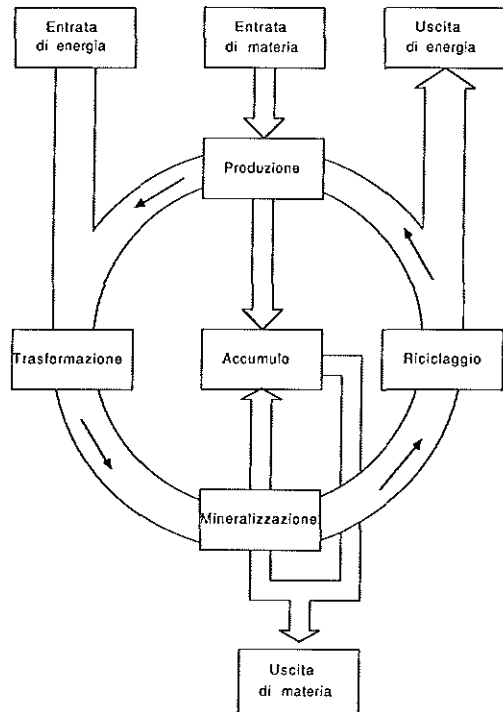 Entrata
di energia
Entrata
di materia
Uscita
di energia
Produzione
Trasformazione
Accumulo
Riciclaggio
Mineralizzazione
Uscita
di materia